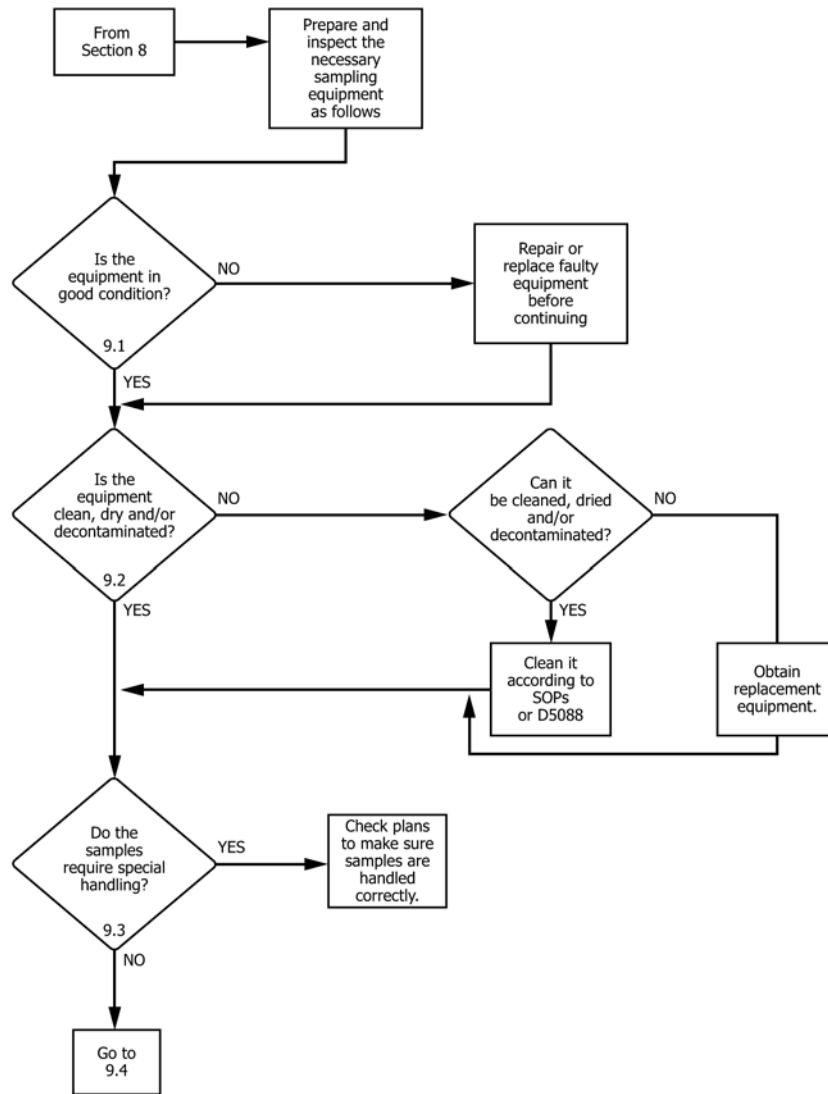 From
Section 8
Prepare and
inspect the
necessary
sampling
equipment
as follows
Is the
equipment in
good condition?
9.1
NO
YES
Repair or
replace faulty
equipment
before
continuing
Is the
equipment
clean, dry and/or
decontaminated?
9.2
NO
YES
Can it
be cleaned, dried
and/or
decontaminated?
NO
YES
Clean it
according to
SOPs
or D5088
Obtain
replacement
equipment.
Do the
samples
require special
handling?
9.3
YES
NO
Check plans
to make sure
samples are
handled
correctly.
Go to
9.4